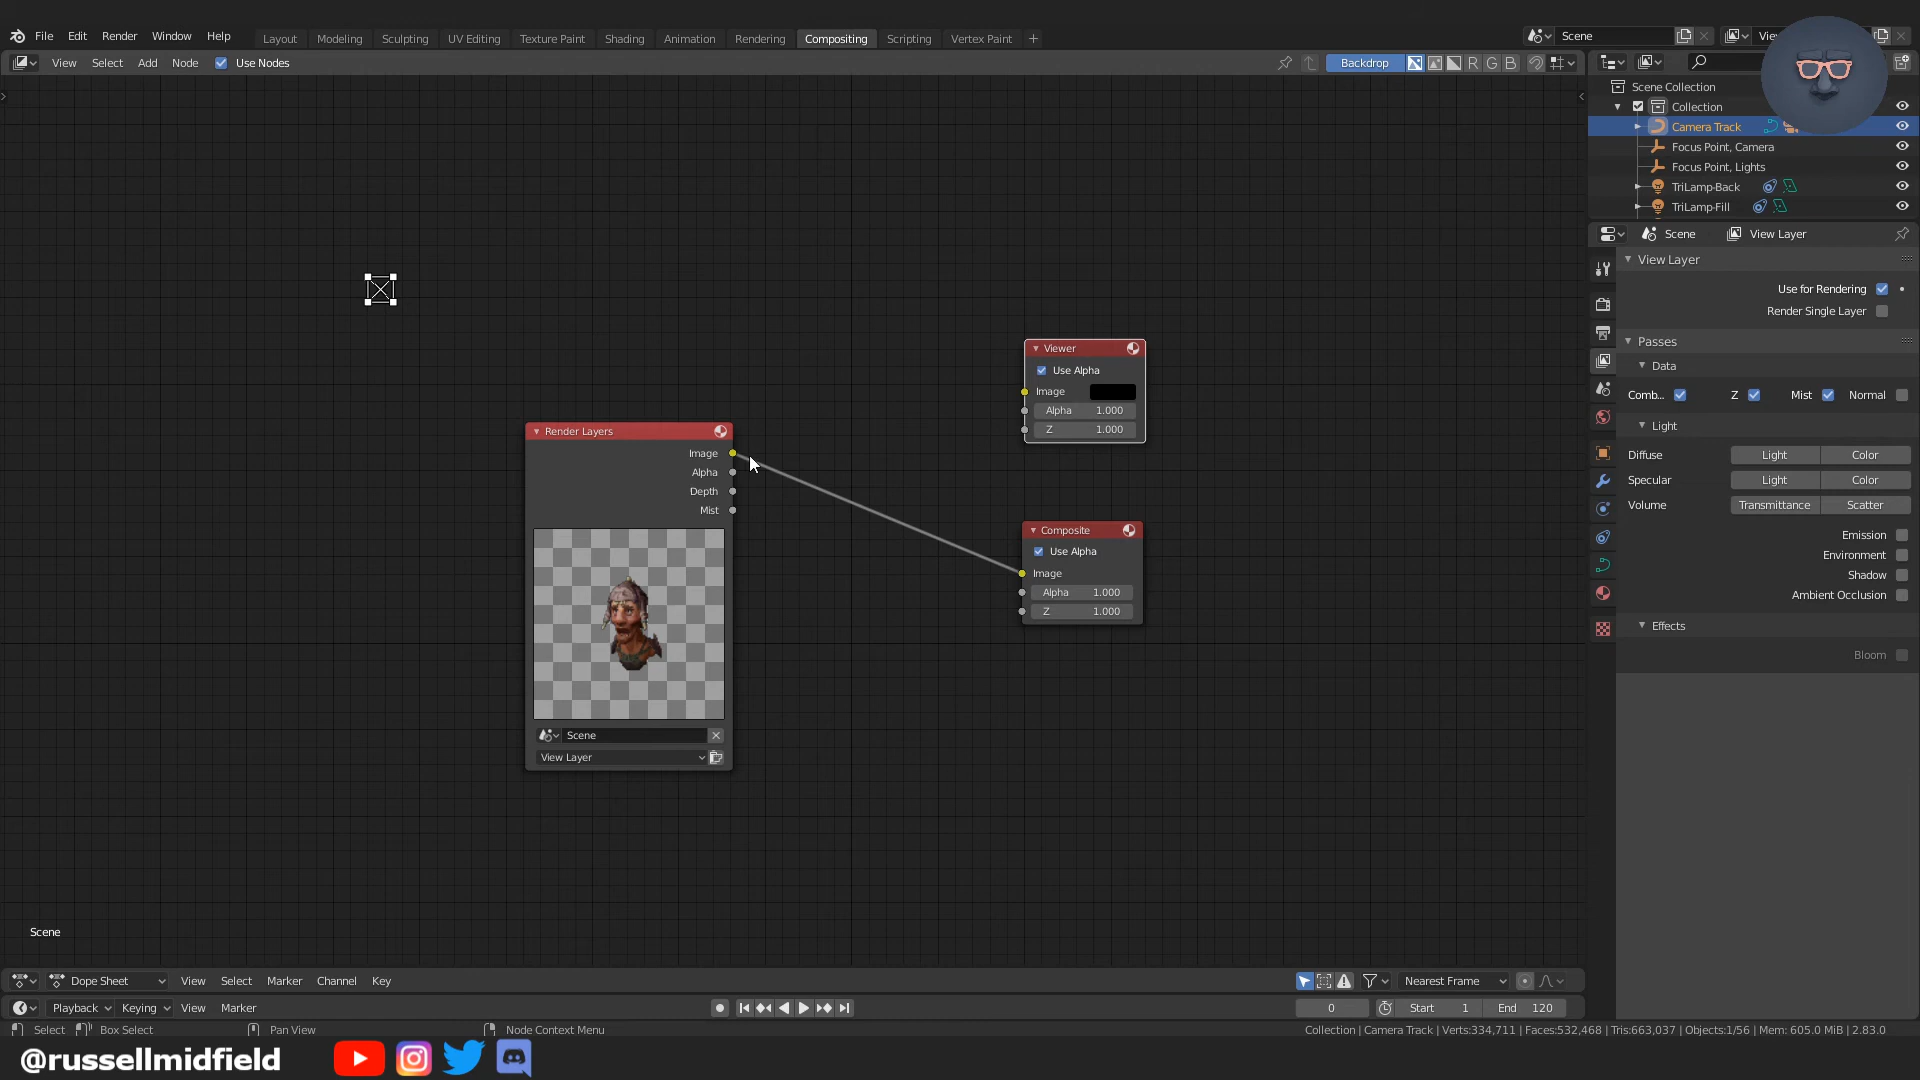 File Edit Render Window Help Layout Modeling Sculpting UV Editing Texture Paint Shading Animation Rendering Compositing Scripting Vertex Paint + Scene
View Select Add Node Use Nodes Backdrop R G B
Scene Collection
Collection
Camera Track
Focus Point, Camera
Focus Point, Lights
TriLamp-Back
TriLamp-Fill
Scene View Layer
View Layer
Use for Rendering
Render Single Layer
Passes
Data
Comb... Z Mist Normal
Light
Diffuse Light Color
Specular Light Color
Volume Transmittance Scatter
Emission
Environment
Shadow
Ambient Occlusion
Effects
Bloom
Viewer
Use Alpha
Image
Alpha 1.000
Z 1.000
Render Layers
Image
Alpha
Depth
Mist
Scene
View Layer
Composite
Use Alpha
Image
Alpha 1.000
Z 1.000
Scene
Dope Sheet View Select Marker Channel Key Nearest Frame
Playback Keying View Marker 0 Start 1 End 120
Select Box Select Pan View Node Context Menu Collection | Camera Track | Verts:334,711 | Faces:532,468 | Tris:663,037 | Objects:1/56 | Mem: 605.0 MiB | 2.83.0
@russellmidfield